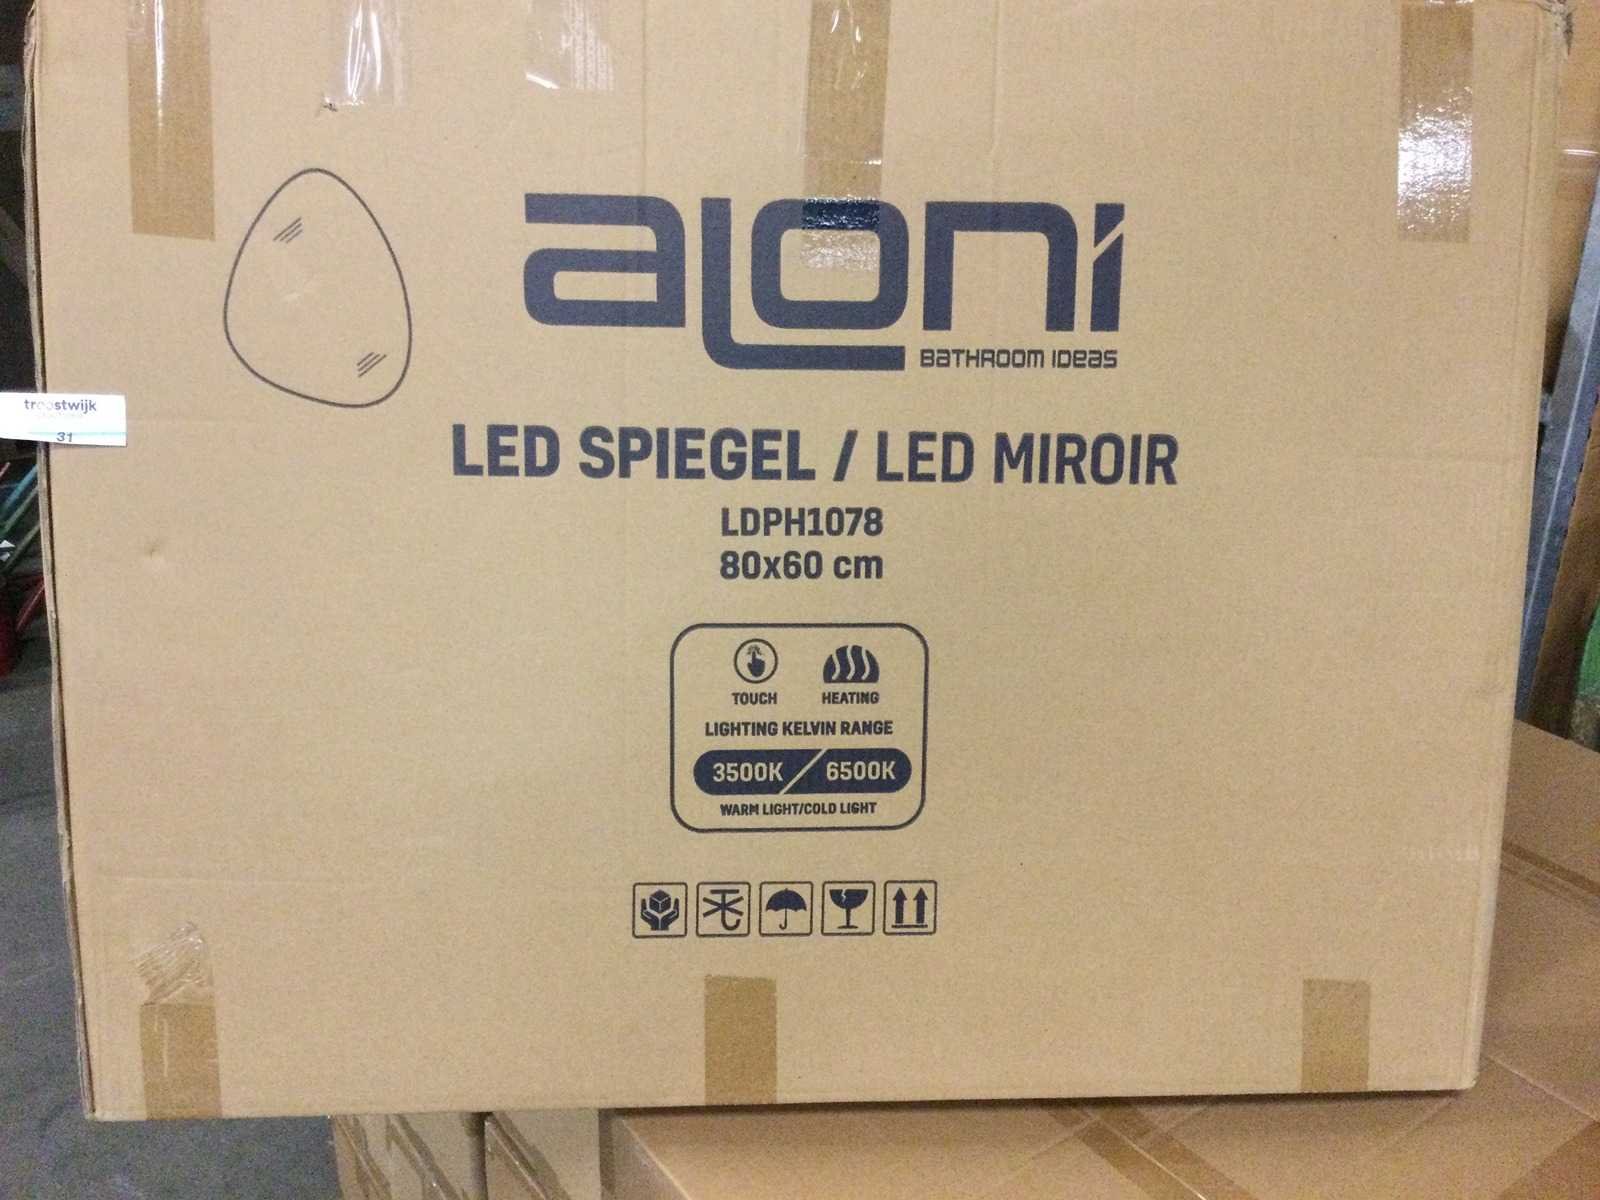 aLoni
BATHROOM IDEAS
troostwijk
31
LED SPIEGEL / LED MIROIR
LDPH1078
80x60 cm
TOUCH HEATING
LIGHTING KELVIN RANGE
3500K / 6500K
WARM LIGHT/COLD LIGHT